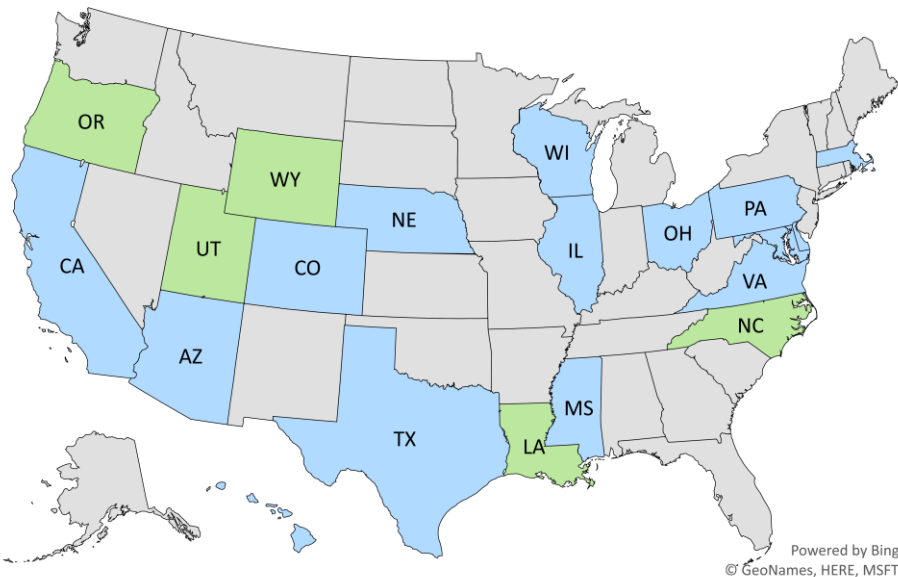 OR
WY
WI
NE
PA
UT
IL
OH
CO
CA
VA
NC
AZ
MS
TX
LA
Powered by Bing
© GeoNames, HERE, MSFT